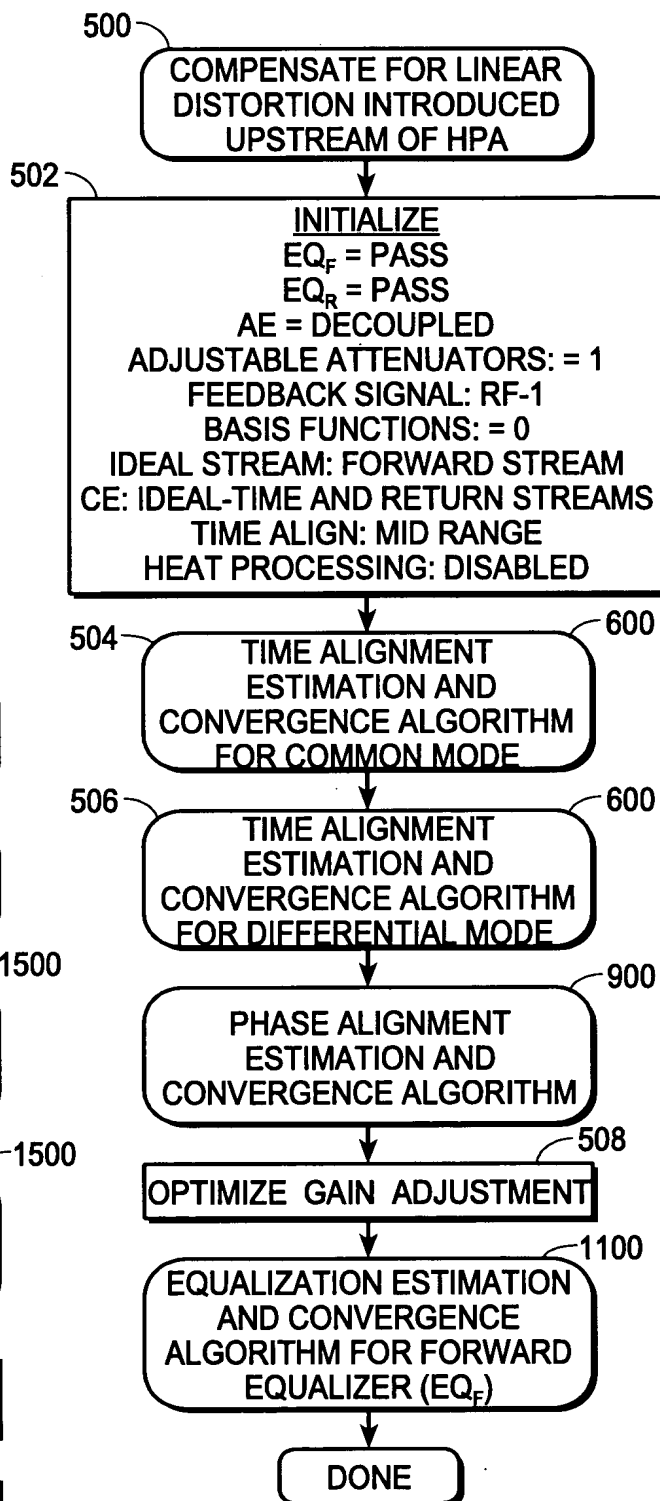 500
COMPENSATE FOR LINEAR
DISTORTION INTRODUCED
UPSTREAM OF HPA
502
INITIALIZE
EQF = PASS
EQR = PASS
AE = DECOUPLED
ADJUSTABLE ATTENUATORS: = 1
FEEDBACK SIGNAL: RF-1
BASIS FUNCTIONS: = 0
IDEAL STREAM: FORWARD STREAM
CE: IDEAL-TIME AND RETURN STREAMS
TIME ALIGN: MID RANGE
HEAT PROCESSING: DISABLED
504
600
TIME ALIGNMENT
ESTIMATION AND
CONVERGENCE ALGORITHM
FOR COMMON MODE
506
600
TIME ALIGNMENT
ESTIMATION AND
CONVERGENCE ALGORITHM
FOR DIFFERENTIAL MODE
1500
900
PHASE ALIGNMENT
ESTIMATION AND
CONVERGENCE ALGORITHM
1500
508
OPTIMIZE GAIN ADJUSTMENT
1100
EQUALIZATION ESTIMATION
AND CONVERGENCE
ALGORITHM FOR FORWARD
EQUALIZER (EQF)
DONE